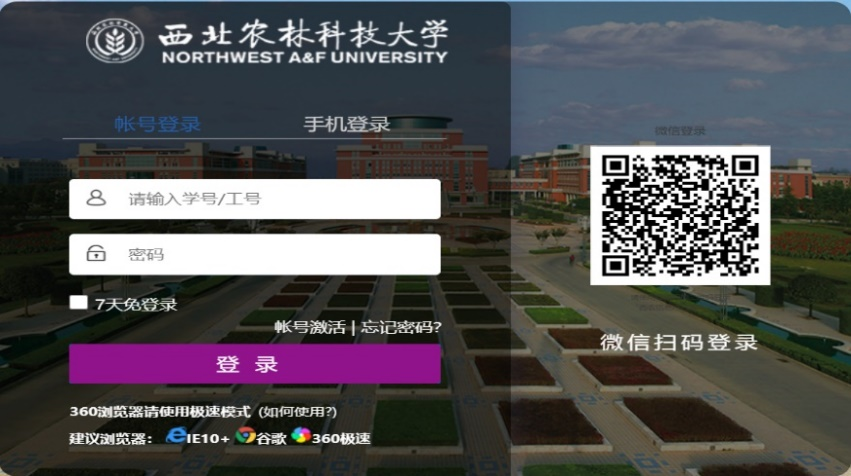 西北农林科技大学
NORTHWEST A&F UNIVERSITY
帐号登录 手机登录
请输入学号/工号
密码
7天免登录
帐号激活 | 忘记密码?
登 录
360浏览器请使用极速模式 (如何使用?)
建议浏览器： IE10+ 谷歌 360极速
微信登录
微信扫码登录